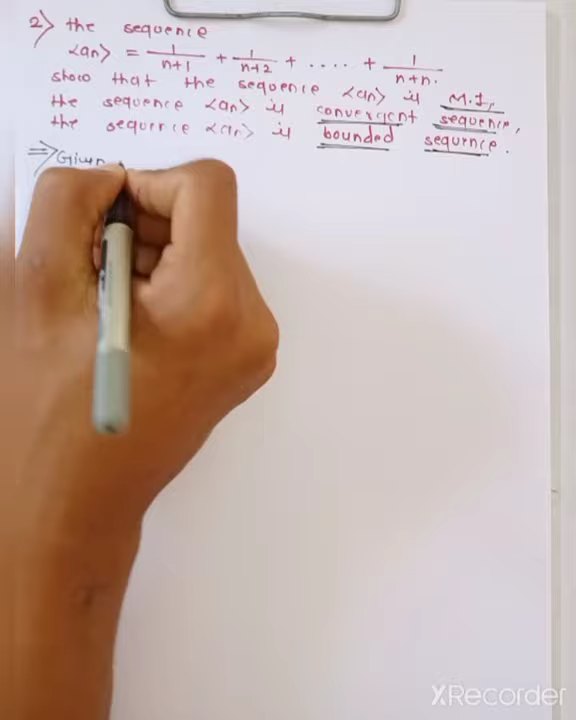 2) the sequence
<an> = 1/n+1 + 1/n+2 + .... + 1/n+n.
show that the sequence <an> is M.I,
the sequence <an> is convergent sequence,
the sequence <an> is bounded sequence.
=> Given
XRecorder